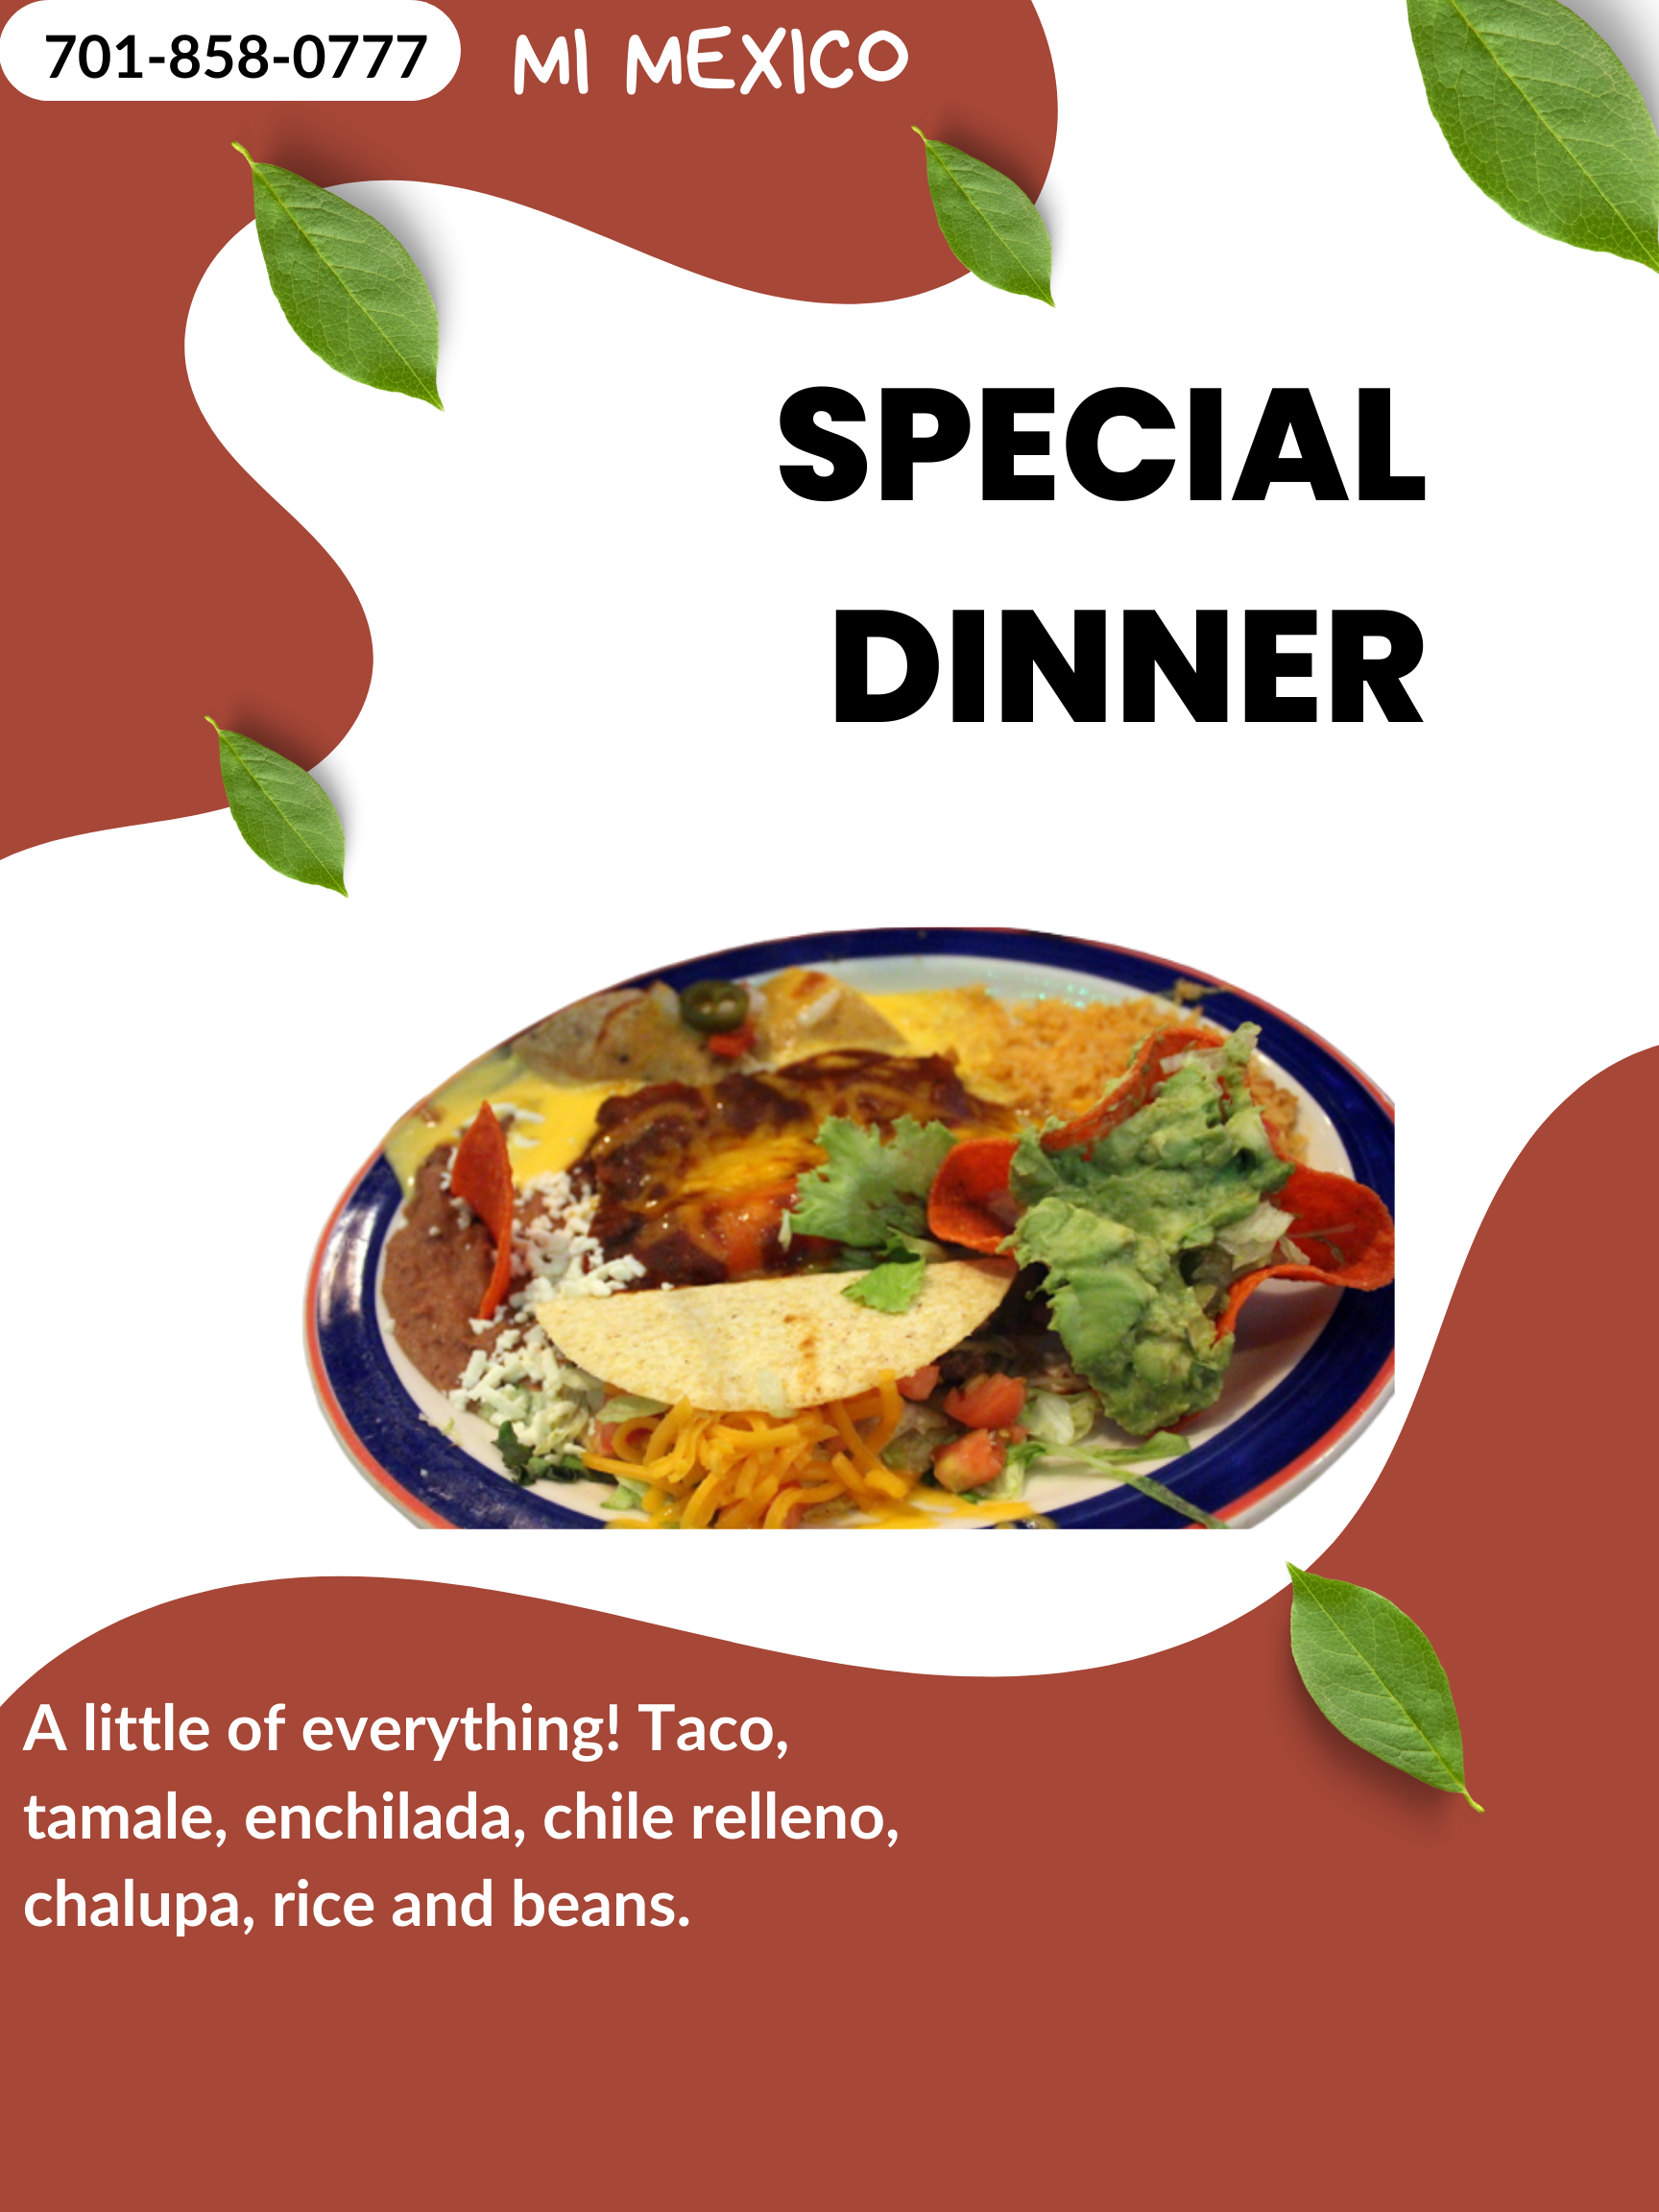 701-858-0777
MI MEXICO
SPECIAL
DINNER
A little of everything! Taco,
tamale, enchilada, chile relleno,
chalupa, rice and beans.